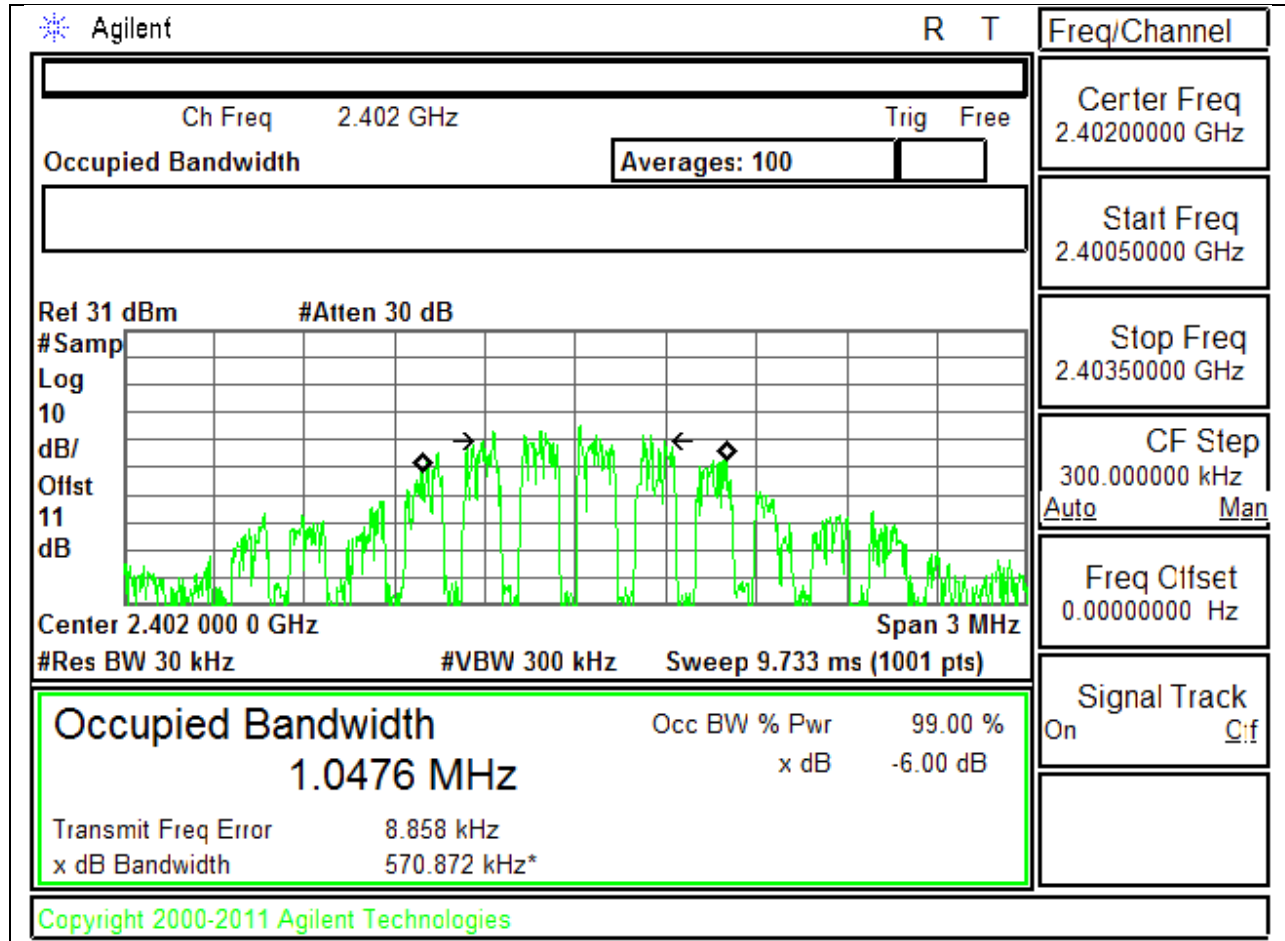 Agilent R T
Freq/Channel
Ch Freq 2.402 GHz Trig Free
Occupied Bandwidth Averages: 100
Center Freq
2.40200000 GHz
Start Freq
2.40050000 GHz
Stop Freq
2.40350000 GHz
CF Step
300.000000 kHz
Auto Man
Freq Offset
0.00000000 Hz
Signal Track
On Off
Ref 31 dBm #Atten 30 dB
#Samp
Log
10
dB/
Offst
11
dB
Center 2.402 000 0 GHz Span 3 MHz
#Res BW 30 kHz #VBW 300 kHz Sweep 9.733 ms (1001 pts)
Occupied Bandwidth
1.0476 MHz
Occ BW % Pwr 99.00 %
x dB -6.00 dB
Transmit Freq Error 8.858 kHz
x dB Bandwidth 570.872 kHz*
Copyright 2000-2011 Agilent Technologies